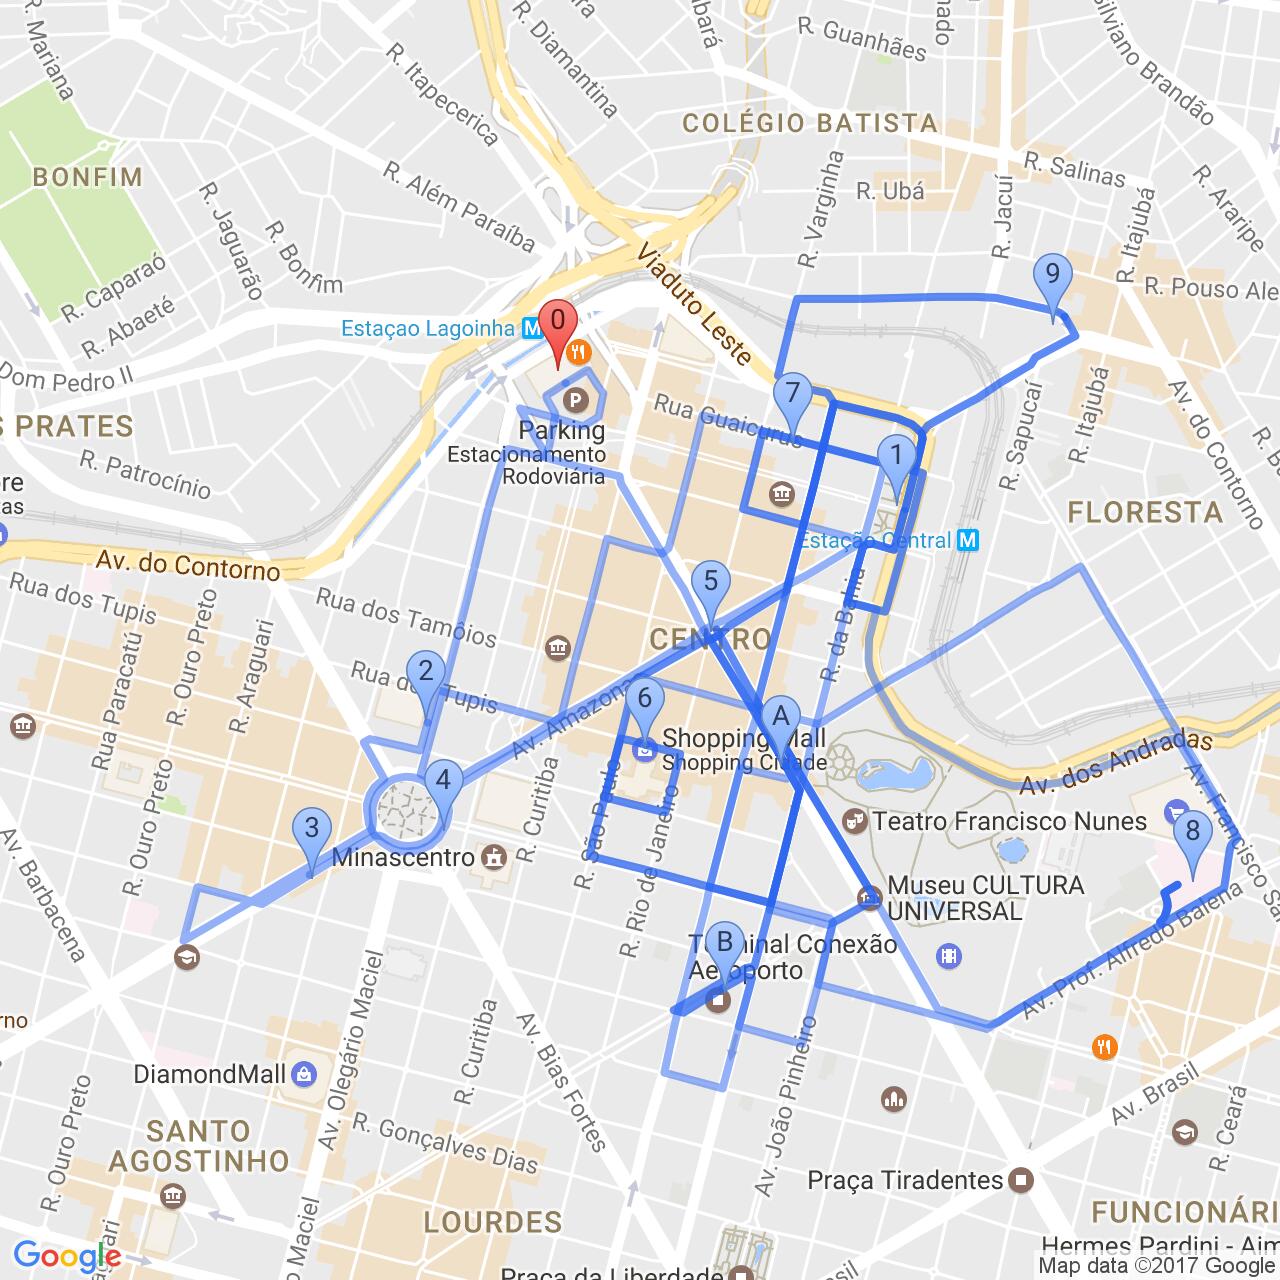 R. Mariana
R. Diamantina
R. Itapecerica
R. Guanhães
Silviano Brandão
COLÉGIO BATISTA
R. Salinas
R. Araripe
BONFIM
R. Além Paraíba
R. Varginha
R. Ubá
R. Jacuí
R. Itajubá
R. Jaguarão
R. Bonfim
R. Caparaó
R. Abaeté
Viaduto Leste
9
R. Pouso Ale
Estaçao Lagoinha
M
0
Dom Pedro II
S PRATES
R. Patrocínio
P
Parking
Estacionamento
Rodoviária
Rua Guaicurus
7
R. Sapucaí
R. Itajubá
Av. do Contorno
1
FLORESTA
Estação Central
M
Av. do Contorno
Rua dos Tupis
R. Ouro Preto
R. Araguari
Rua Paracatú
Rua dos Tamôios
5
CENTRO
R. da Bahia
2
Rua dos Tupis
Av. Amazonas
6
A
Shopping Mall
Shopping Cidade
Av. dos Andradas
Av. Francisco Sa
R. Ouro Preto
4
3
R. Curitiba
R. São Paulo
R. Rio de Janeiro
Minascentro
Teatro Francisco Nunes
8
Av. Barbacena
Museu CULTURA
UNIVERSAL
B
Terminal Conexão
Aeroporto
Av. Prof. Alfredo Balena
orno
R. Ouro Preto
Av. Olegário Maciel
R. Curitiba
Av. Bias Fortes
Av. João Pinheiro
Av. Brasil
R. Ceará
DiamondMall
SANTO
AGOSTINHO
R. Gonçalves Dias
Praça Tiradentes
LOURDES
FUNCIONÁRI
Hermes Pardini - Aim
Praça da Liberdade
Google
Map data ©2017 Google